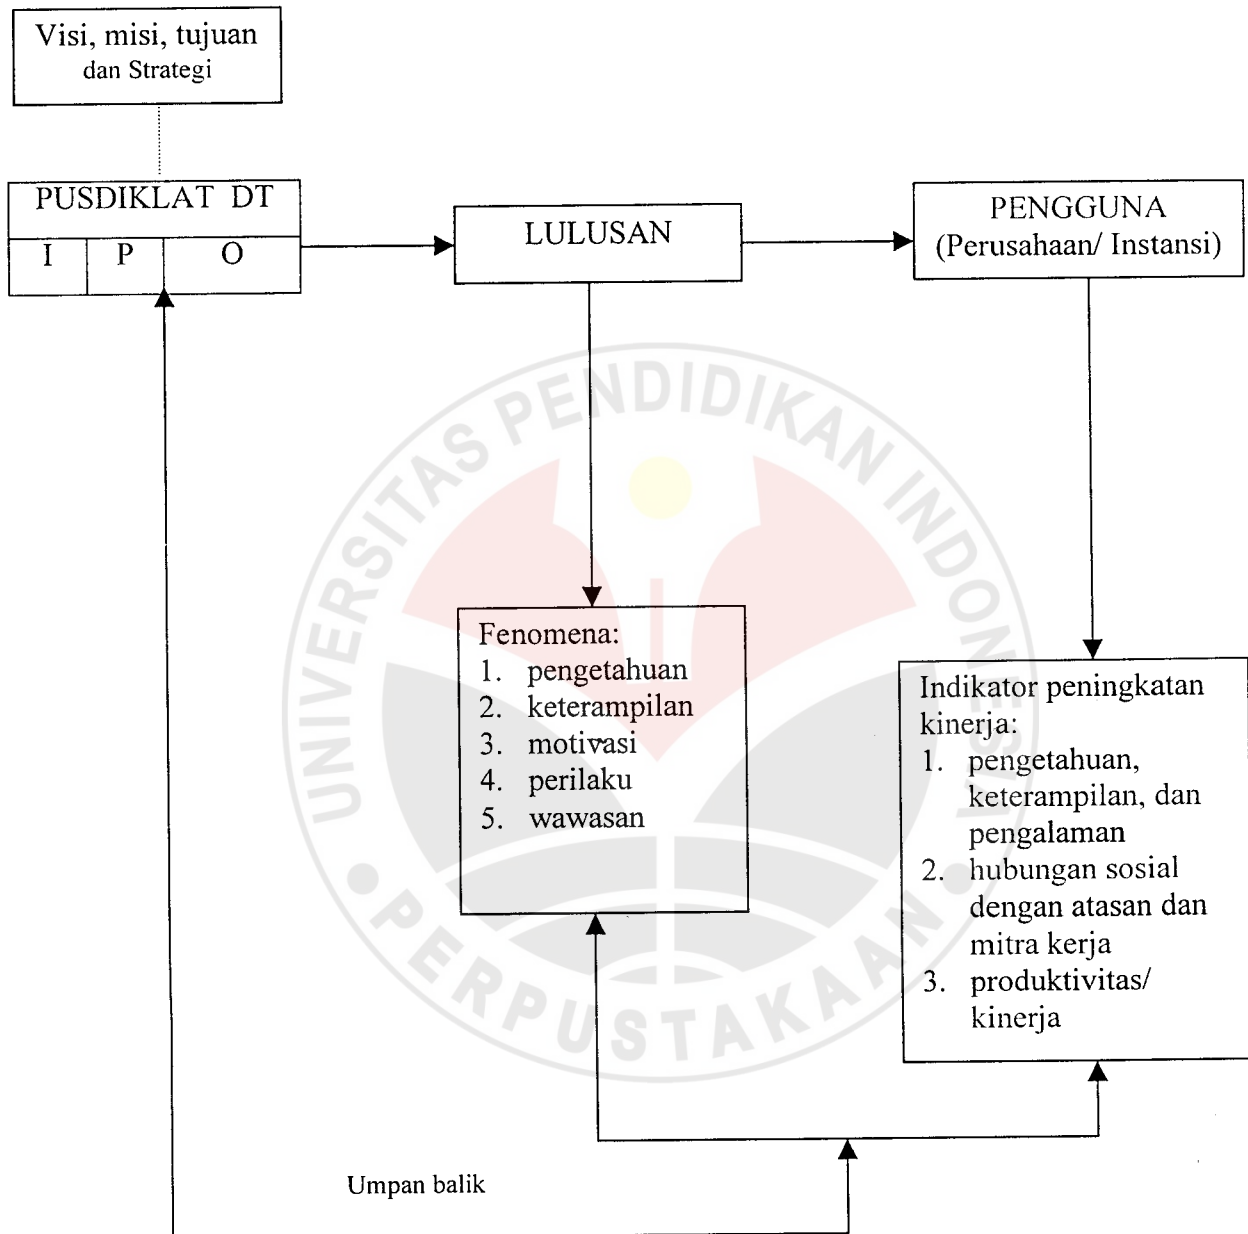 Visi, misi, tujuan
dan Strategi
PUSDIKLAT DT
I P O
LULUSAN
PENGGUNA
(Perusahaan/ Instansi)
Fenomena:
1. pengetahuan
2. keterampilan
3. motivasi
4. perilaku
5. wawasan
Indikator peningkatan
kinerja:
1. pengetahuan,
keterampilan, dan
pengalaman
2. hubungan sosial
dengan atasan dan
mitra kerja
3. produktivitas/
kinerja
Umpan balik
UNIVERSITAS PENDIDIKAN INDONESIA
PERPUSTAKAAN